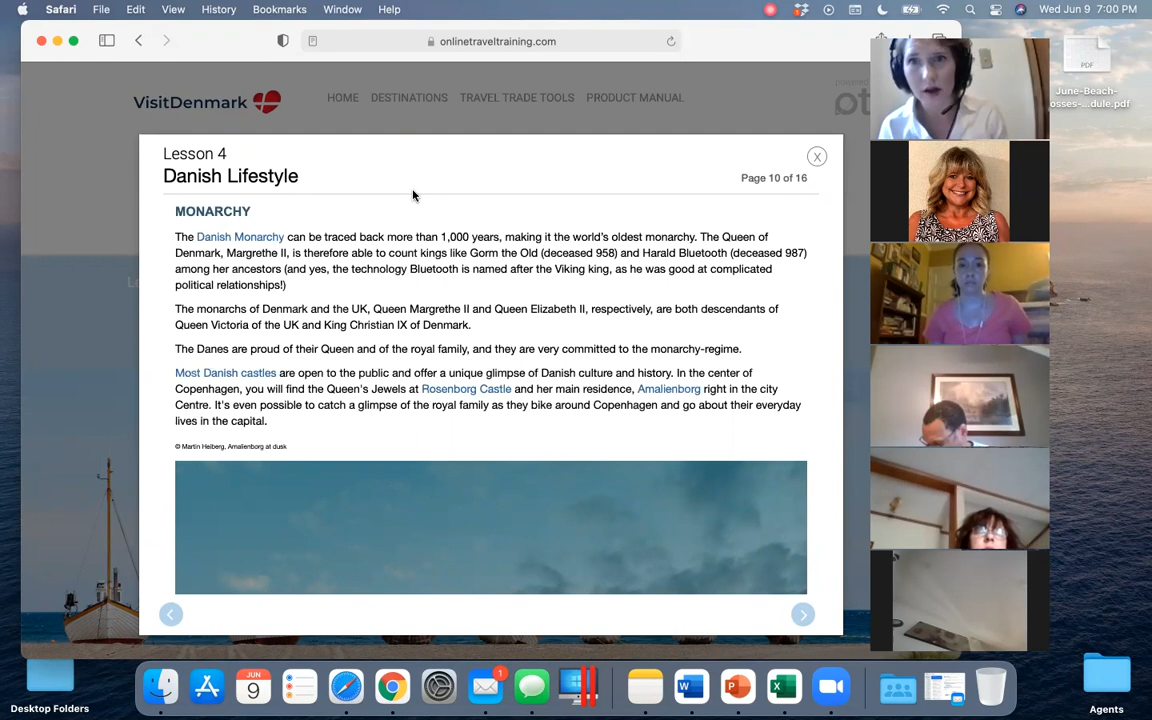 Safari File Edit View History Bookmarks Window Help Wed Jun 9 7:00 PM
onlinetraveltraining.com
VisitDenmark HOME DESTINATIONS TRAVEL TRADE TOOLS PRODUCT MANUAL
powered
ot
PDF
June-Beach-
osses-...dule.pdf
Lesson 4
X
Danish Lifestyle
Page 10 of 16
MONARCHY
The Danish Monarchy can be traced back more than 1,000 years, making it the world's oldest monarchy. The Queen of
Denmark, Margrethe II, is therefore able to count kings like Gorm the Old (deceased 958) and Harald Bluetooth (deceased 987)
among her ancestors (and yes, the technology Bluetooth is named after the Viking king, as he was good at complicated
political relationships!)
The monarchs of Denmark and the UK, Queen Margrethe II and Queen Elizabeth II, respectively, are both descendants of
Queen Victoria of the UK and King Christian IX of Denmark.
The Danes are proud of their Queen and of the royal family, and they are very committed to the monarchy-regime.
Most Danish castles are open to the public and offer a unique glimpse of Danish culture and history. In the center of
Copenhagen, you will find the Queen's Jewels at Rosenborg Castle and her main residence, Amalienborg right in the city
Centre. It's even possible to catch a glimpse of the royal family as they bike around Copenhagen and go about their everyday
lives in the capital.
© Martin Heiberg, Amalienborg at dusk
JUN
9
1
W
P
X
Desktop Folders
Agents